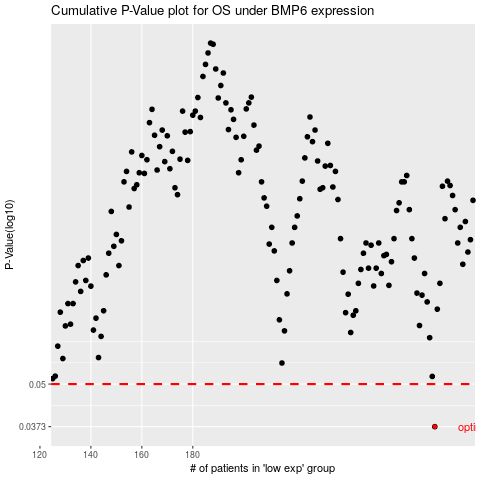 Cumulative P-Value plot for OS under BMP6 expression
P-Value(log10)
0.05
0.0373
opti
120 140 160 180
# of patients in 'low exp' group